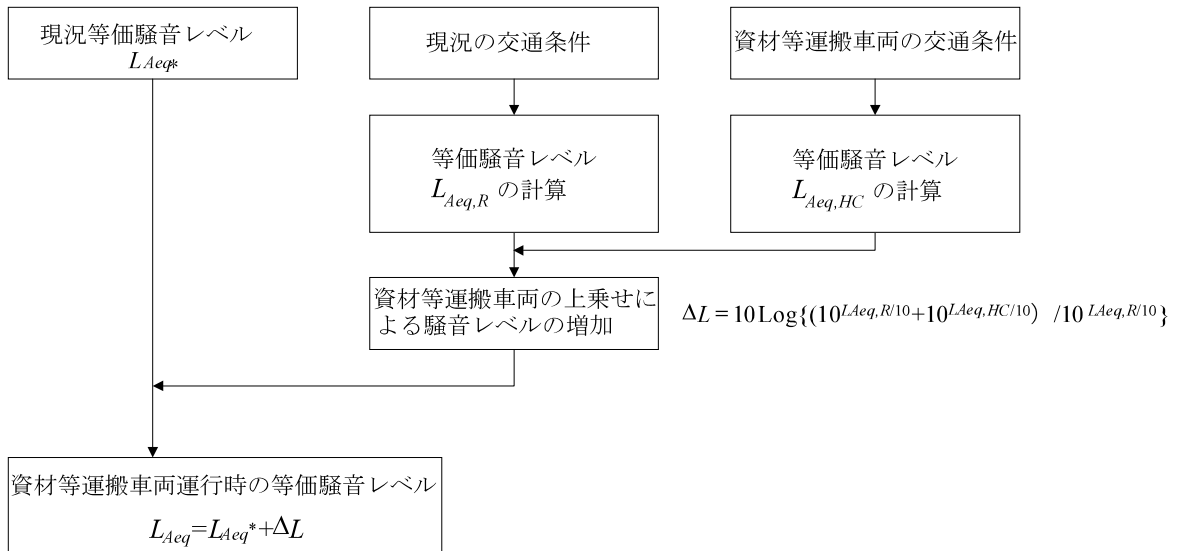 現況等価騒音レベル
LAeq*
現況の交通条件
資材等運搬車両の交通条件
等価騒音レベル
LAeq,R の計算
等価騒音レベル
LAeq,HC の計算
資材等運搬車両の上乗せに
よる騒音レベルの増加
ΔL = 10Log{(10^LAeq,R/10+10^LAeq,HC/10) /10^LAeq,R/10}
資材等運搬車両運行時の等価騒音レベル
LAeq=LAeq*+ΔL